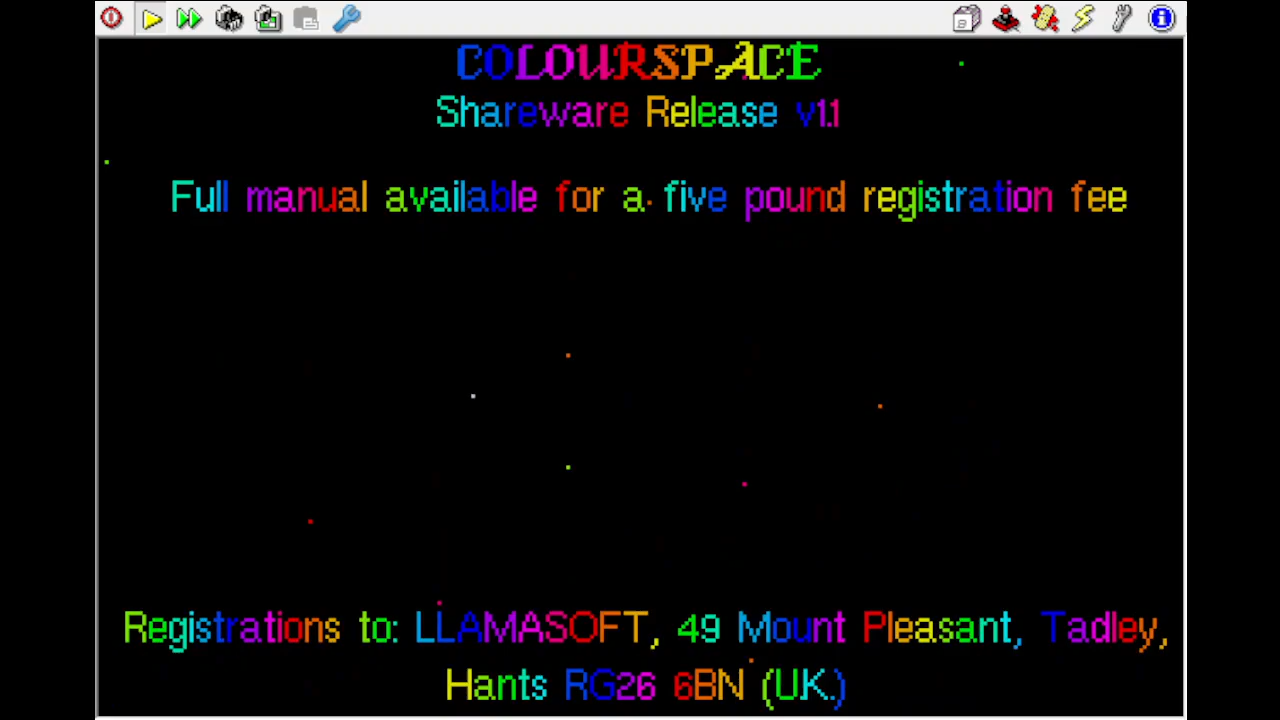 COLOURSPACE
Shareware Release v1.1
Full manual available for a five pound registration fee
Registrations to: LLAMASOFT, 49 Mount Pleasant, Tadley,
Hants RG26 6BN (U.K.)